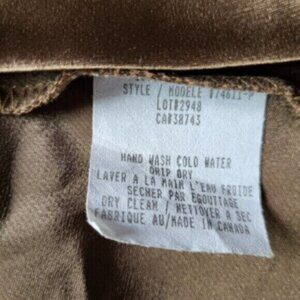 STYLE / MODELE #74611-P
LOT#2948
CA#38743
HAND WASH COLD WATER
DRIP DRY
LAVER A LA MAIN L'EAU FROIDE
SECHER PAR EGOUTTAGE
DRY CLEAN / NETTOYER A SEC
FABRIQUE AU/MADE IN CANADA